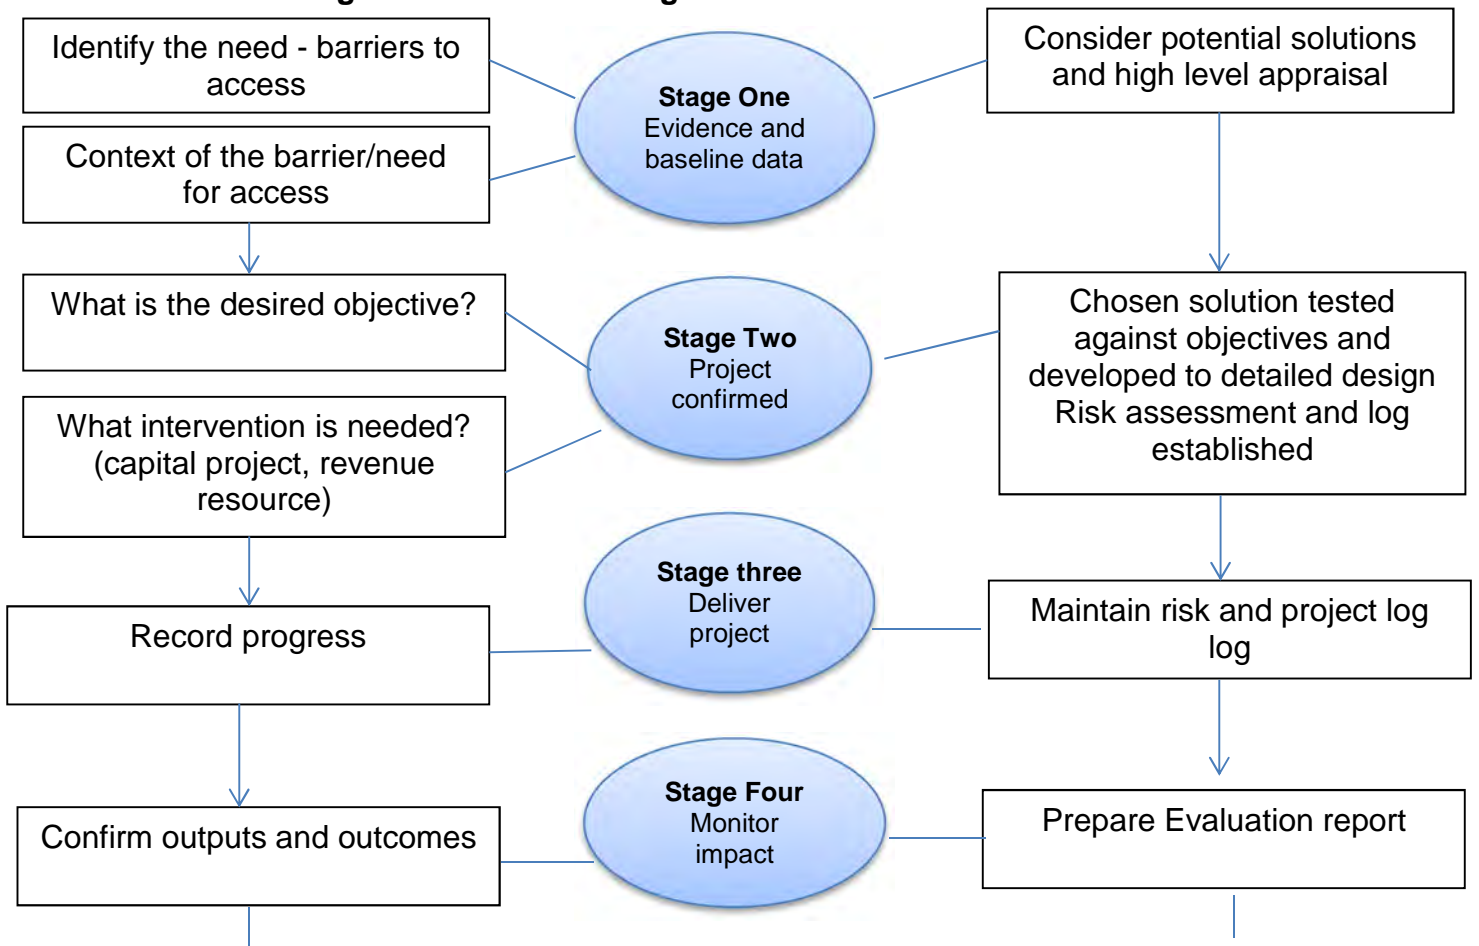 Identify the need - barriers to
access
Context of the barrier/need
for access
Stage One
Evidence and
baseline data
Consider potential solutions
and high level appraisal
What is the desired objective?
What intervention is needed?
(capital project, revenue
resource)
Stage Two
Project
confirmed
Chosen solution tested
against objectives and
developed to detailed design
Risk assessment and log
established
Record progress
Stage three
Deliver
project
Maintain risk and project log
log
Confirm outputs and outcomes
Stage Four
Monitor
impact
Prepare Evaluation report